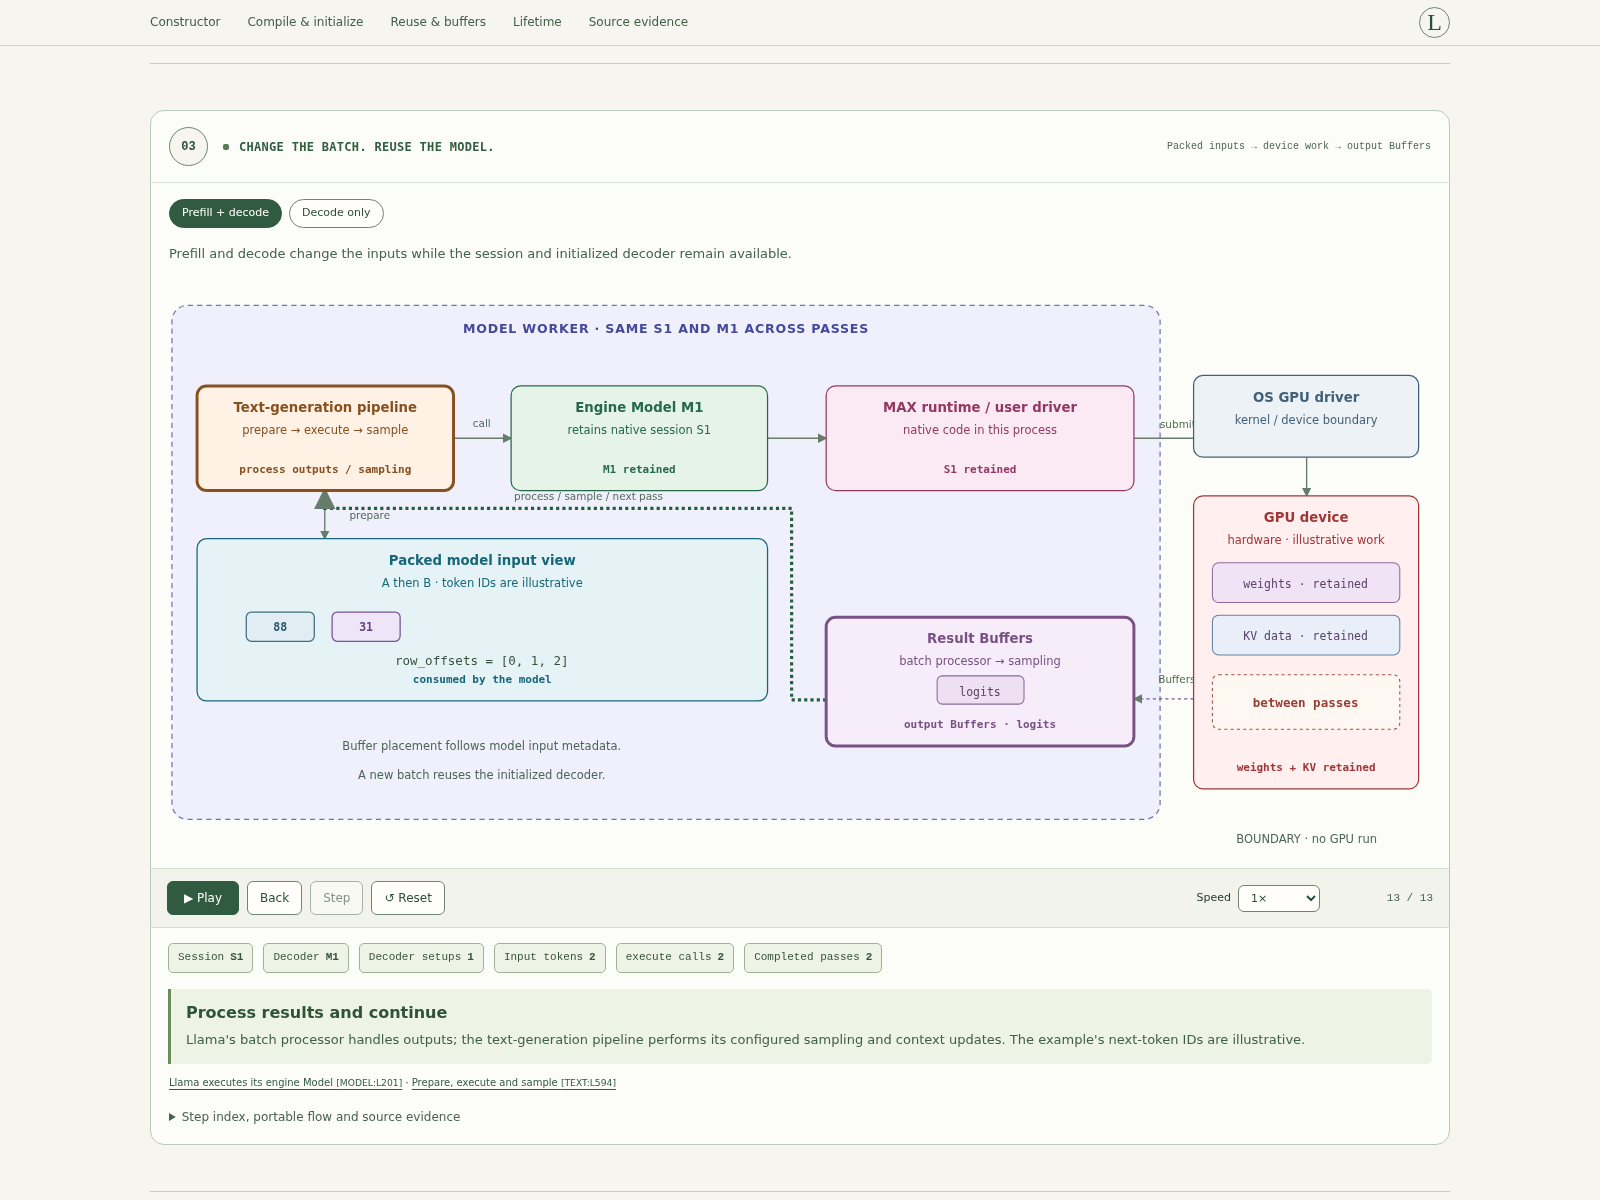 Constructor Compile & initialize Reuse & buffers Lifetime Source evidence L
03 CHANGE THE BATCH. REUSE THE MODEL. Packed inputs → device work → output Buffers
Prefill + decode Decode only
Prefill and decode change the inputs while the session and initialized decoder remain available.
MODEL WORKER · SAME S1 AND M1 ACROSS PASSES
Text-generation pipeline
prepare → execute → sample
process outputs / sampling
call
Engine Model M1
retains native session S1
M1 retained
MAX runtime / user driver
native code in this process
S1 retained
submit
OS GPU driver
kernel / device boundary
process / sample / next pass
prepare
Packed model input view
A then B · token IDs are illustrative
88 31
row_offsets = [0, 1, 2]
consumed by the model
Buffer placement follows model input metadata.
A new batch reuses the initialized decoder.
Result Buffers
batch processor → sampling
logits
output Buffers · logits
Buffers
GPU device
hardware · illustrative work
weights · retained
KV data · retained
between passes
weights + KV retained
BOUNDARY · no GPU run
▶ Play Back Step ↺ Reset Speed 1× 13 / 13
Session S1 Decoder M1 Decoder setups 1 Input tokens 2 execute calls 2 Completed passes 2
Process results and continue
Llama's batch processor handles outputs; the text-generation pipeline performs its configured sampling and context updates. The example's next-token IDs are illustrative.
Llama executes its engine Model [MODEL:L201] · Prepare, execute and sample [TEXT:L594]
▶ Step index, portable flow and source evidence